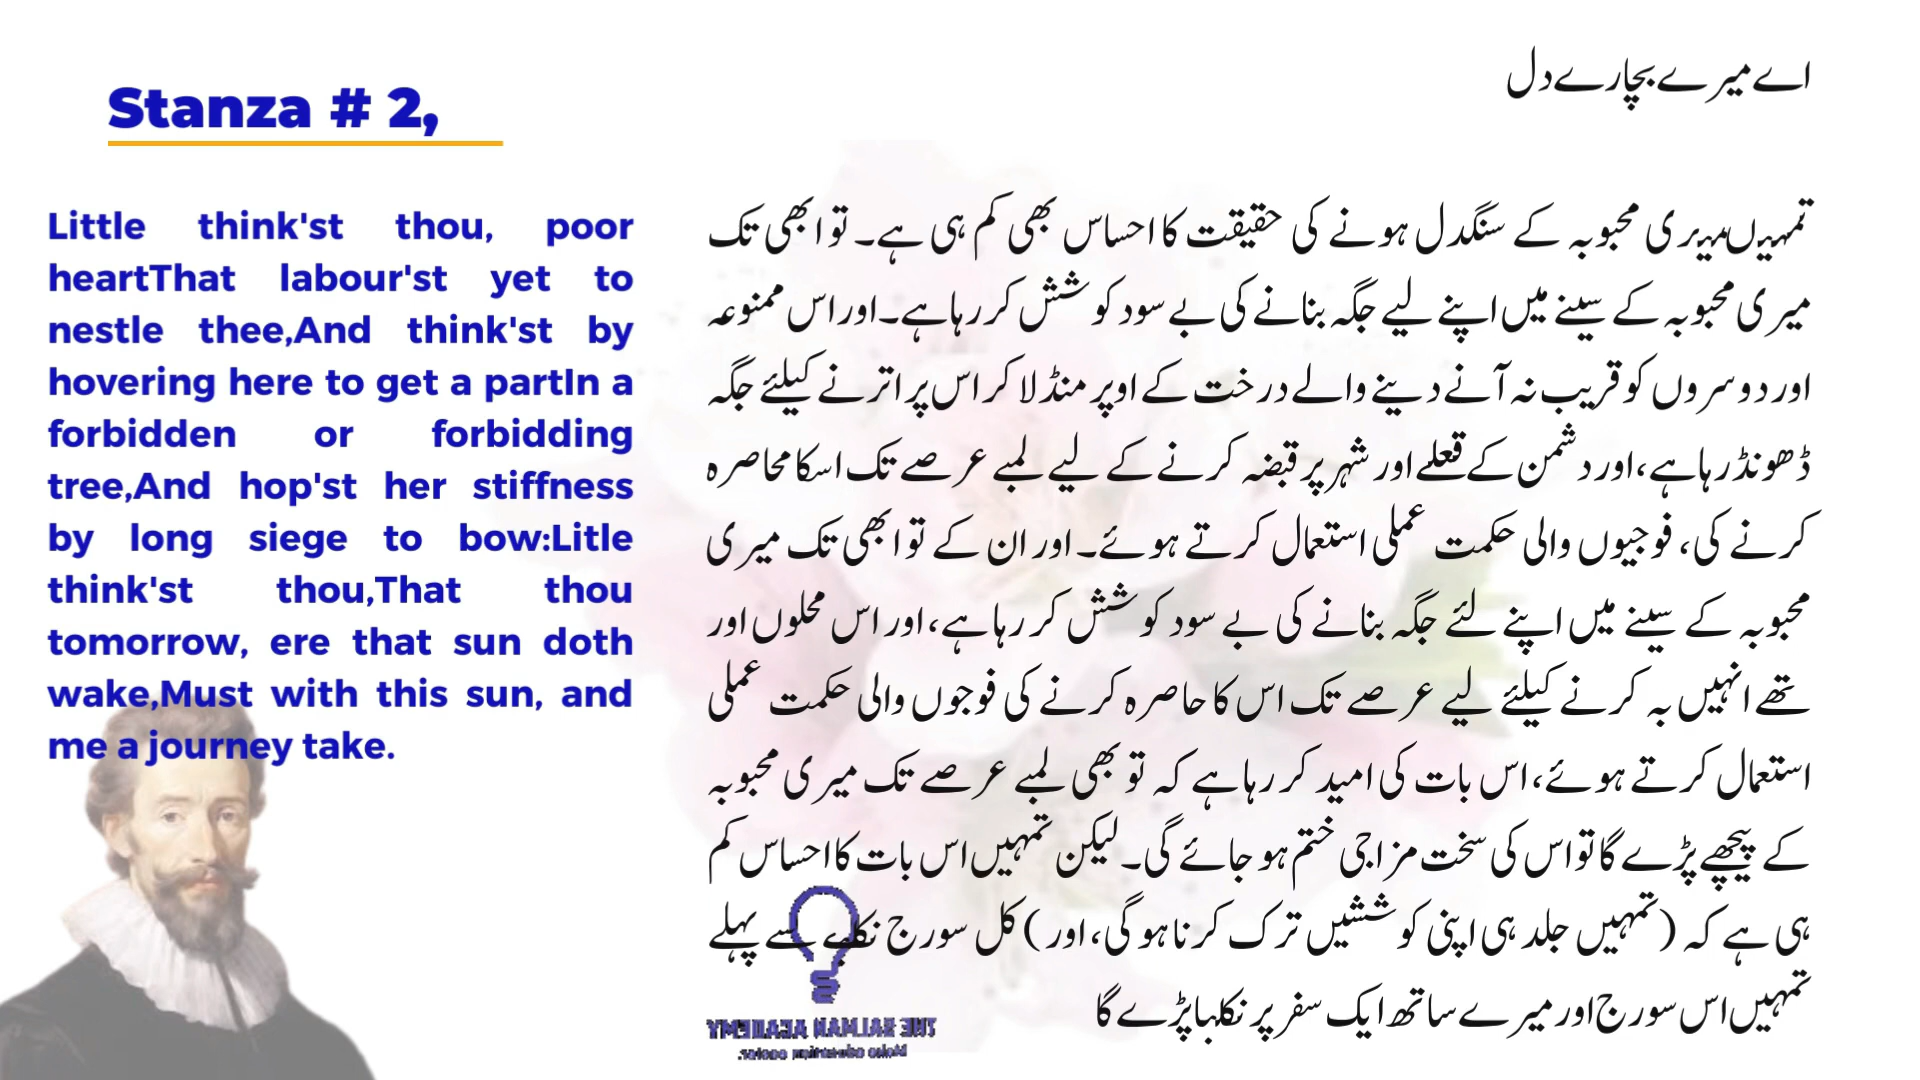 Stanza # 2,
Little think'st thou, poor
heartThat labour'st yet to
nestle thee,And think'st by
hovering here to get a partIn a
forbidden or forbidding
tree,And hop'st her stiffness
by long siege to bow:Litle
think'st thou,That thou
tomorrow, ere that sun doth
wake,Must with this sun, and
me a journey take.
اے میرے بچارے دل
تمہیں میری محبوبہ کے سنگدل ہونے کی حقیقت کا احساس بھی کم ہی ہے۔ تو ابھی تک
میری محبوبہ کے سینے میں اپنے لیے جگہ بنانے کی بے سود کوشش کر رہا ہے۔ اور اس ممنوعہ
اور دوسروں کو قریب نہ آنے دینے والے درخت کے اوپر منڈلا کر اس پر اترنے کیلئے جگہ
ڈھونڈ رہا ہے، اور دشمن کے قعلے اور شہر پر قبضہ کرنے کے لیے لمبے عرصے تک اسکا محاصرہ
کرنے کی، فوجیوں والی حکمت عملی استعمال کرتے ہوئے۔ اور ان کے تو ابھی تک میری
محبوبہ کے سینے میں اپنے لئے جگہ بنانے کی بے سود کوشش کر رہا ہے، اور اس محلوں اور
تھے انہیں بہ کرنے کیلئے لیے عرصے تک اس کا حاصرہ کرنے کی فوجوں والی حکمت عملی
استعمال کرتے ہوئے، اس بات کی امید کر رہا ہے کہ تو بھی لمبے عرصے تک میری محبوبہ
کے پیچھے پڑے گا تو اس کی سخت مزاجی ختم ہو جائے گی۔ لیکن تمہیں اس بات کا احساس کم
ہی ہے کہ (تمہیں جلد ہی اپنی کوششیں ترک کرنا ہو گی، اور ) کل سورج نکلے سے پہلے
تمہیں اس سورج اور میرے ساتھ ایک سفر پر نکلنا پڑے گا
THE SALMAN ACADEMY